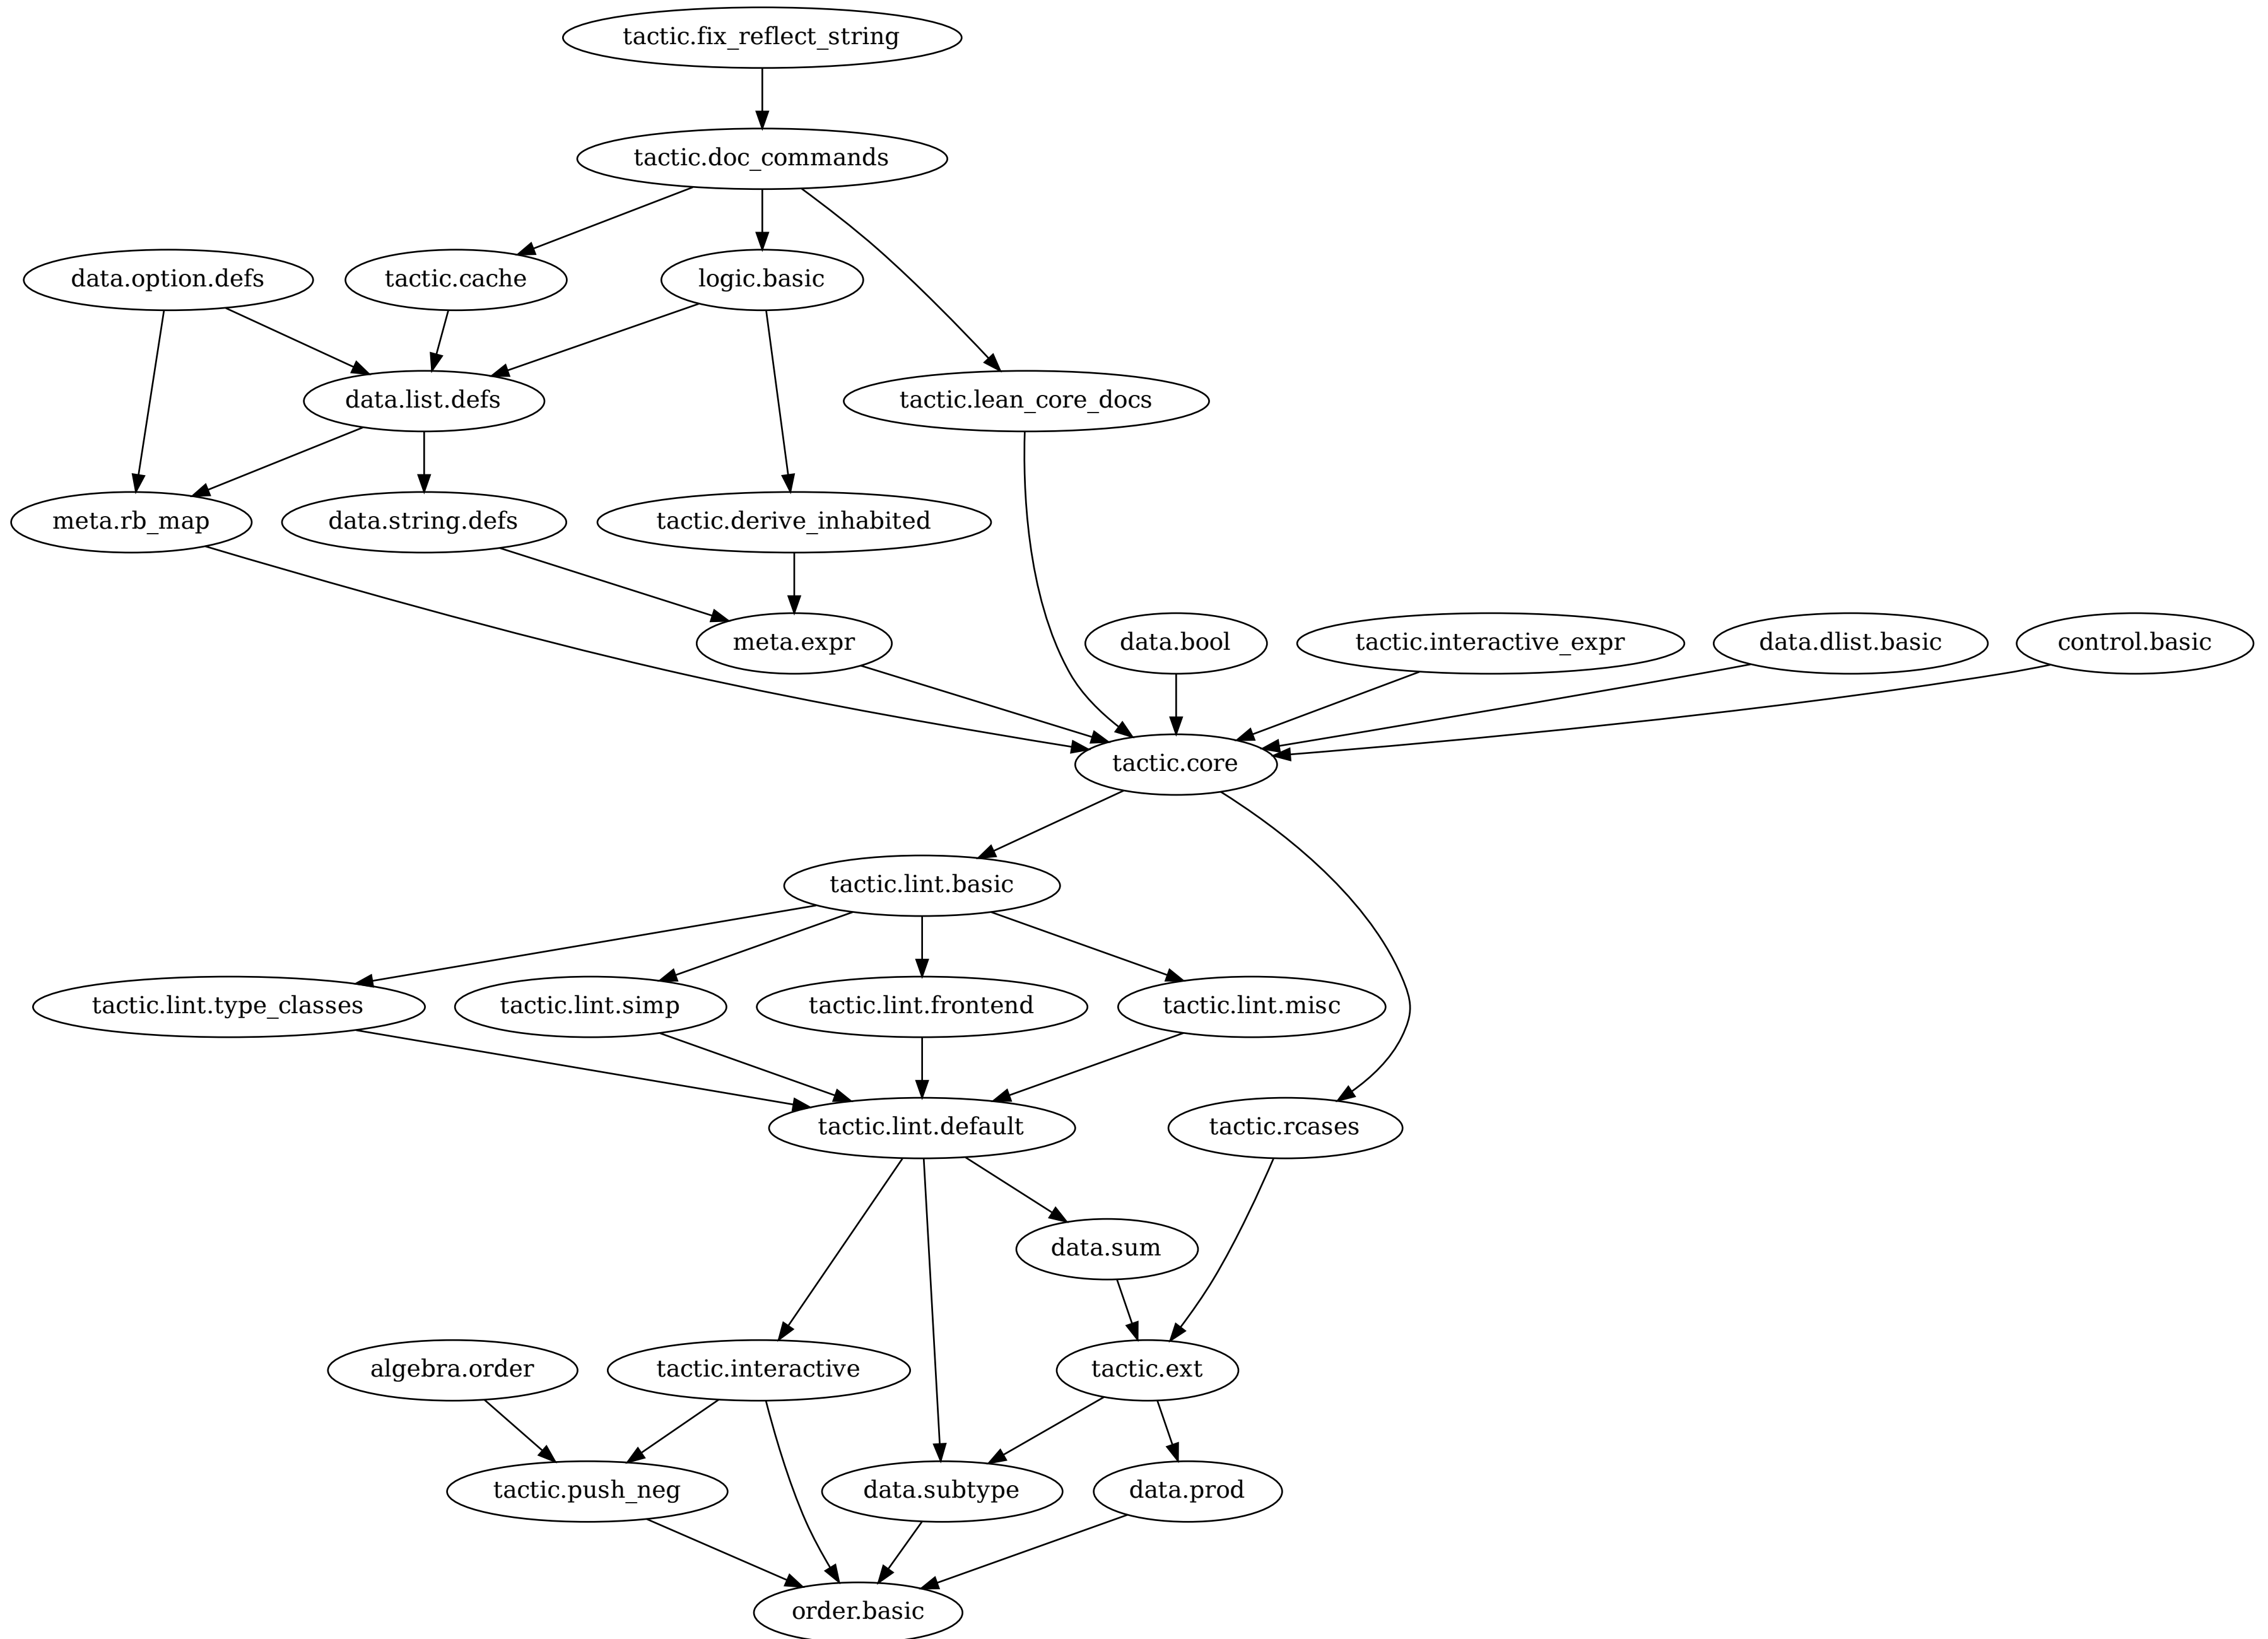 tactic.fix_reflect_string
tactic.doc_commands
data.option.defs
tactic.cache
logic.basic
data.list.defs
tactic.lean_core_docs
meta.rb_map
data.string.defs
tactic.derive_inhabited
meta.expr
data.bool
tactic.interactive_expr
data.dlist.basic
control.basic
tactic.core
tactic.lint.basic
tactic.lint.type_classes
tactic.lint.simp
tactic.lint.frontend
tactic.lint.misc
tactic.lint.default
tactic.rcases
data.sum
algebra.order
tactic.interactive
tactic.ext
tactic.push_neg
data.subtype
data.prod
order.basic